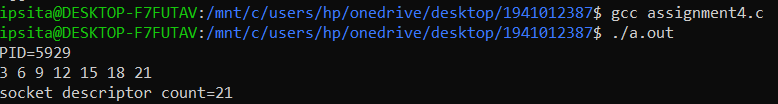 ipsita@DESKTOP-F7FUTAV:/mnt/c/users/hp/onedrive/desktop/1941012387$ gcc assignment4.c
ipsita@DESKTOP-F7FUTAV:/mnt/c/users/hp/onedrive/desktop/1941012387$ ./a.out
PID=5929
3 6 9 12 15 18 21
socket descriptor count=21